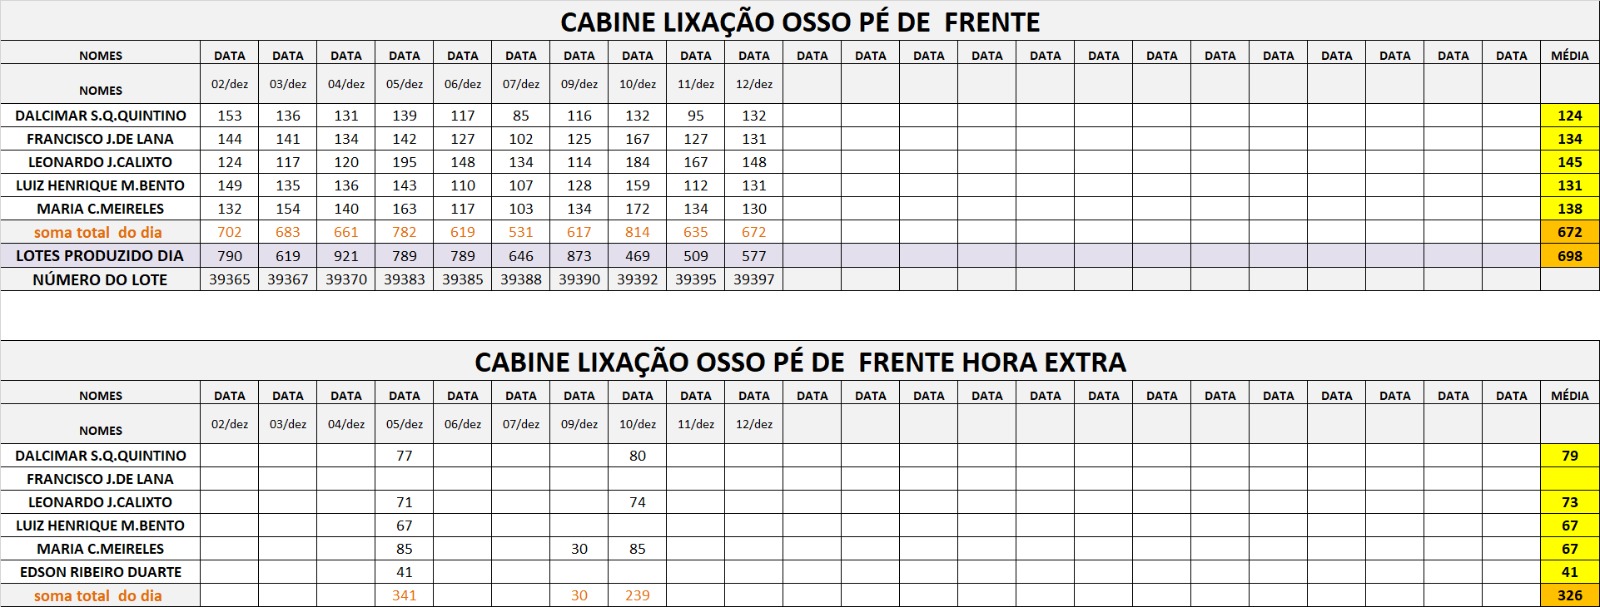 CABINE LIXAÇÃO OSSO PÉ DE FRENTE
NOMES DATA DATA DATA DATA DATA DATA DATA DATA DATA DATA DATA DATA DATA DATA DATA DATA DATA DATA DATA DATA DATA DATA DATA MÉDIA
NOMES 02/dez 03/dez 04/dez 05/dez 06/dez 07/dez 09/dez 10/dez 11/dez 12/dez
DALCIMAR S.Q.QUINTINO 153 136 131 139 117 85 116 132 95 132 124
FRANCISCO J.DE LANA 144 141 134 142 127 102 125 167 127 131 134
LEONARDO J.CALIXTO 124 117 120 195 148 134 114 184 167 148 145
LUIZ HENRIQUE M.BENTO 149 135 136 143 110 107 128 159 112 131 131
MARIA C.MEIRELES 132 154 140 163 117 103 134 172 134 130 138
soma total do dia 702 683 661 782 619 531 617 814 635 672 672
LOTES PRODUZIDO DIA 790 619 921 789 789 646 873 469 509 577 698
NÚMERO DO LOTE 39365 39367 39370 39383 39385 39388 39390 39392 39395 39397
CABINE LIXAÇÃO OSSO PÉ DE FRENTE HORA EXTRA
NOMES DATA DATA DATA DATA DATA DATA DATA DATA DATA DATA DATA DATA DATA DATA DATA DATA DATA DATA DATA DATA DATA DATA DATA MÉDIA
NOMES 02/dez 03/dez 04/dez 05/dez 06/dez 07/dez 09/dez 10/dez 11/dez 12/dez
DALCIMAR S.Q.QUINTINO 77 80 79
FRANCISCO J.DE LANA
LEONARDO J.CALIXTO 71 74 73
LUIZ HENRIQUE M.BENTO 67 67
MARIA C.MEIRELES 85 30 85 67
EDSON RIBEIRO DUARTE 41 41
soma total do dia 341 30 239 326